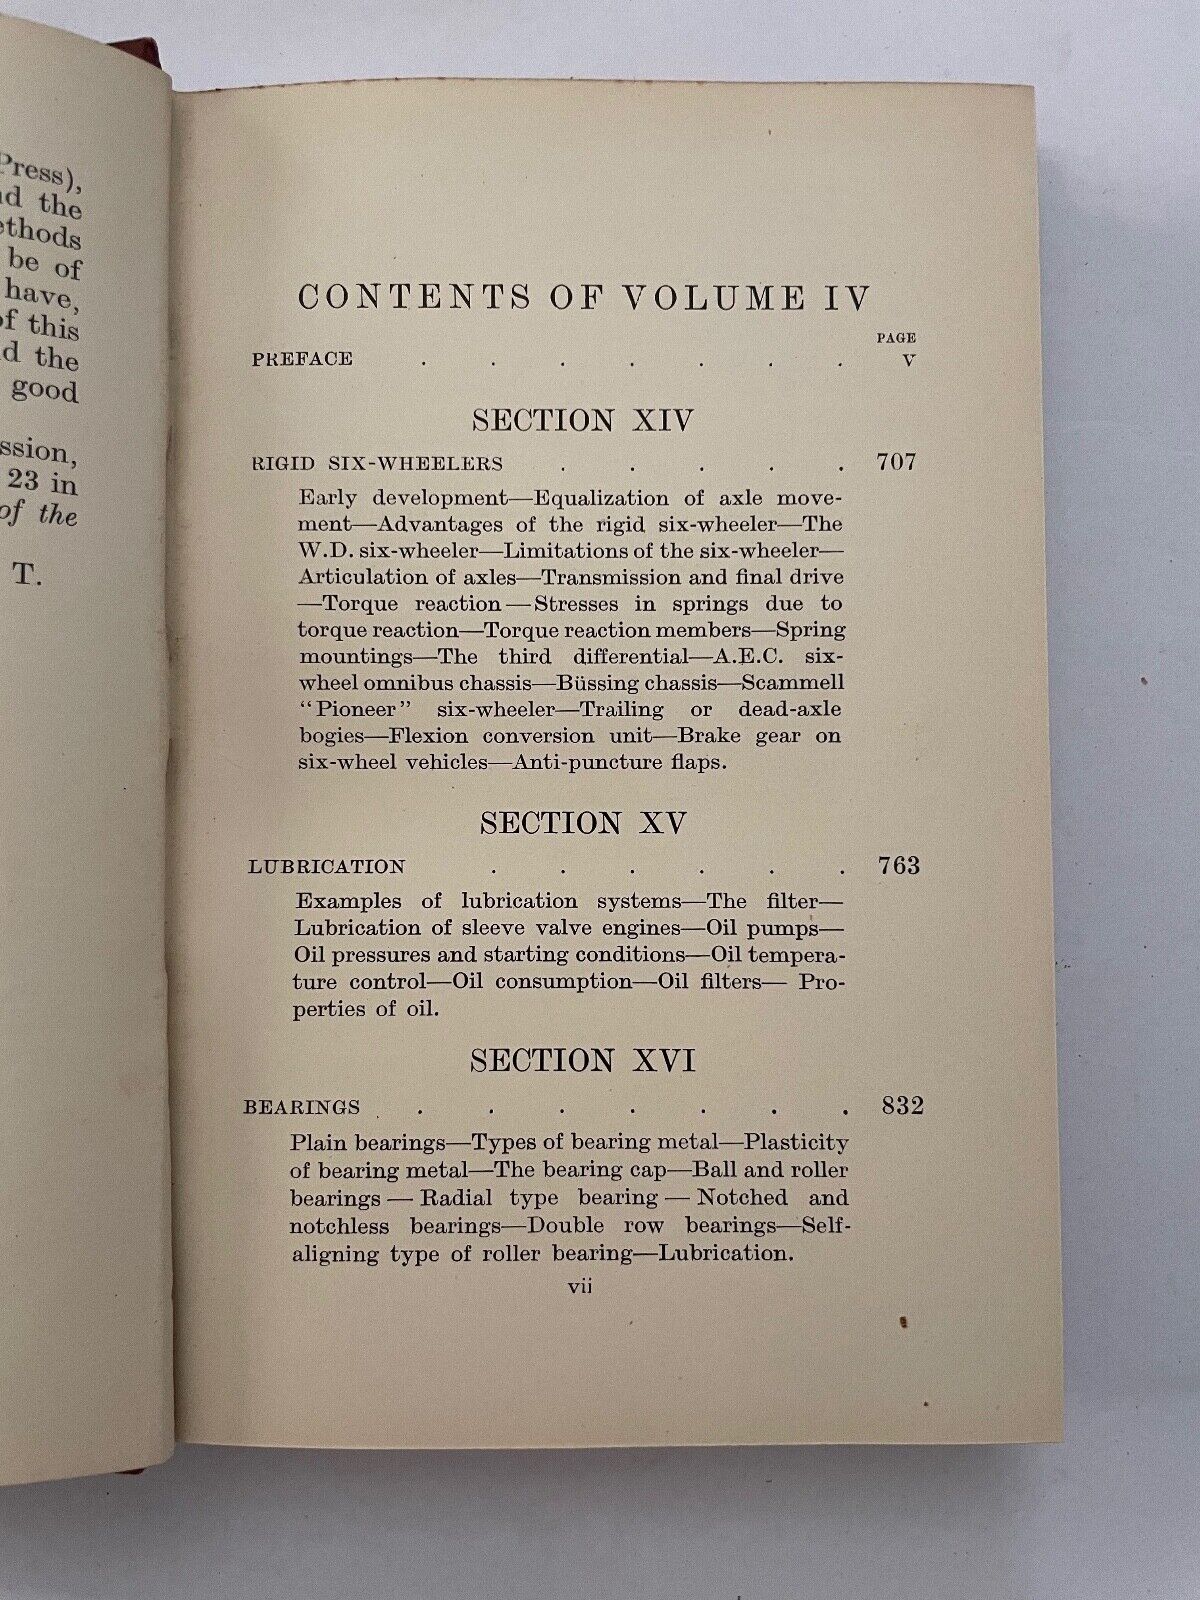 Press),
the
be of
have,
of this
the
good
23 in
of the
T.
CONTENTS OF VOLUME IV
PAGE
PREFACE . . . . . . . V
SECTION XIV
RIGID SIX-WHEELERS . . . . . 707
Early development—Equalization of axle move-
ment—Advantages of the rigid six-wheeler—The
W.D. six-wheeler—Limitations of the six-wheeler—
Articulation of axles—Transmission and final drive
—Torque reaction—Stresses in springs due to
torque reaction—Torque reaction members—Spring
mountings—The third differential—A.E.C. six-
wheel omnibus chassis—Büssing chassis—Scammell
"Pioneer" six-wheeler—Trailing or dead-axle
bogies—Flexion conversion unit—Brake gear on
six-wheel vehicles—Anti-puncture flaps.
SECTION XV
LUBRICATION . . . . . . 763
Examples of lubrication systems—The filter—
Lubrication of sleeve valve engines—Oil pumps—
Oil pressures and starting conditions—Oil tempera-
ture control—Oil consumption—Oil filters— Pro-
perties of oil.
SECTION XVI
BEARINGS . . . . . . . 832
Plain bearings—Types of bearing metal—Plasticity
of bearing metal—The bearing cap—Ball and roller
bearings — Radial type bearing — Notched and
notchless bearings—Double row bearings—Self-
aligning type of roller bearing—Lubrication.
vii